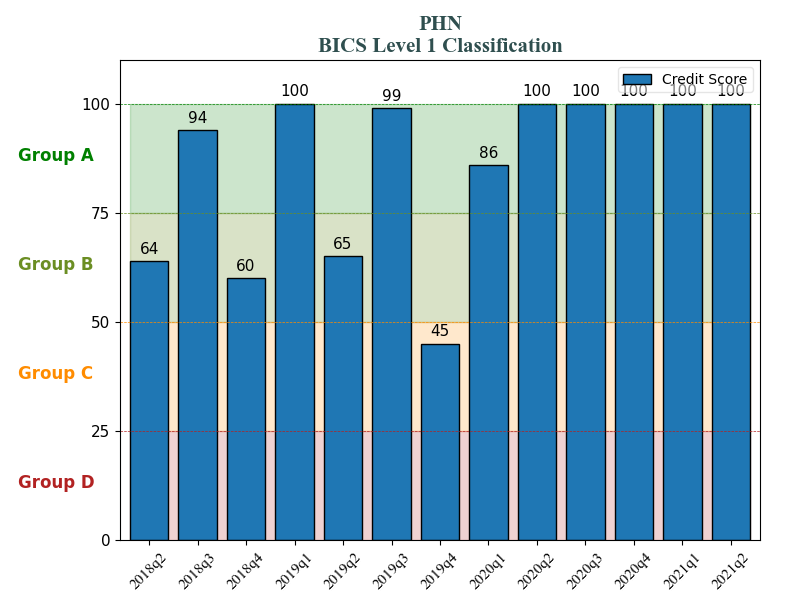 PHN
BICS Level 1 Classification
Credit Score
100
94
100
99
100
100
100
100
100
86
64
60
65
45
100
75
50
25
0
Group A
Group B
Group C
Group D
2018q2
2018q3
2018q4
2019q1
2019q2
2019q3
2019q4
2020q1
2020q2
2020q3
2020q4
2021q1
2021q2